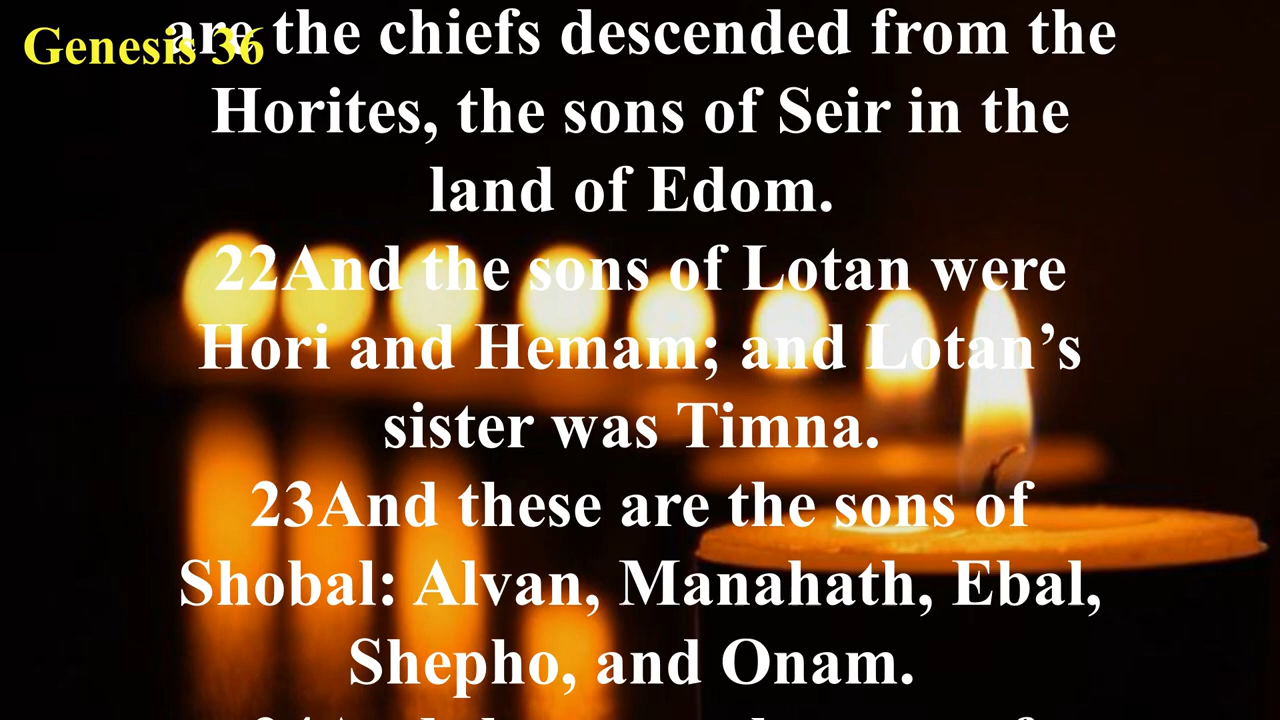 Genesis 36
are the chiefs descended from the
Horites, the sons of Seir in the
land of Edom.
22And the sons of Lotan were
Hori and Hemam; and Lotan’s
sister was Timna.
23And these are the sons of
Shobal: Alvan, Manahath, Ebal,
Shepho, and Onam.